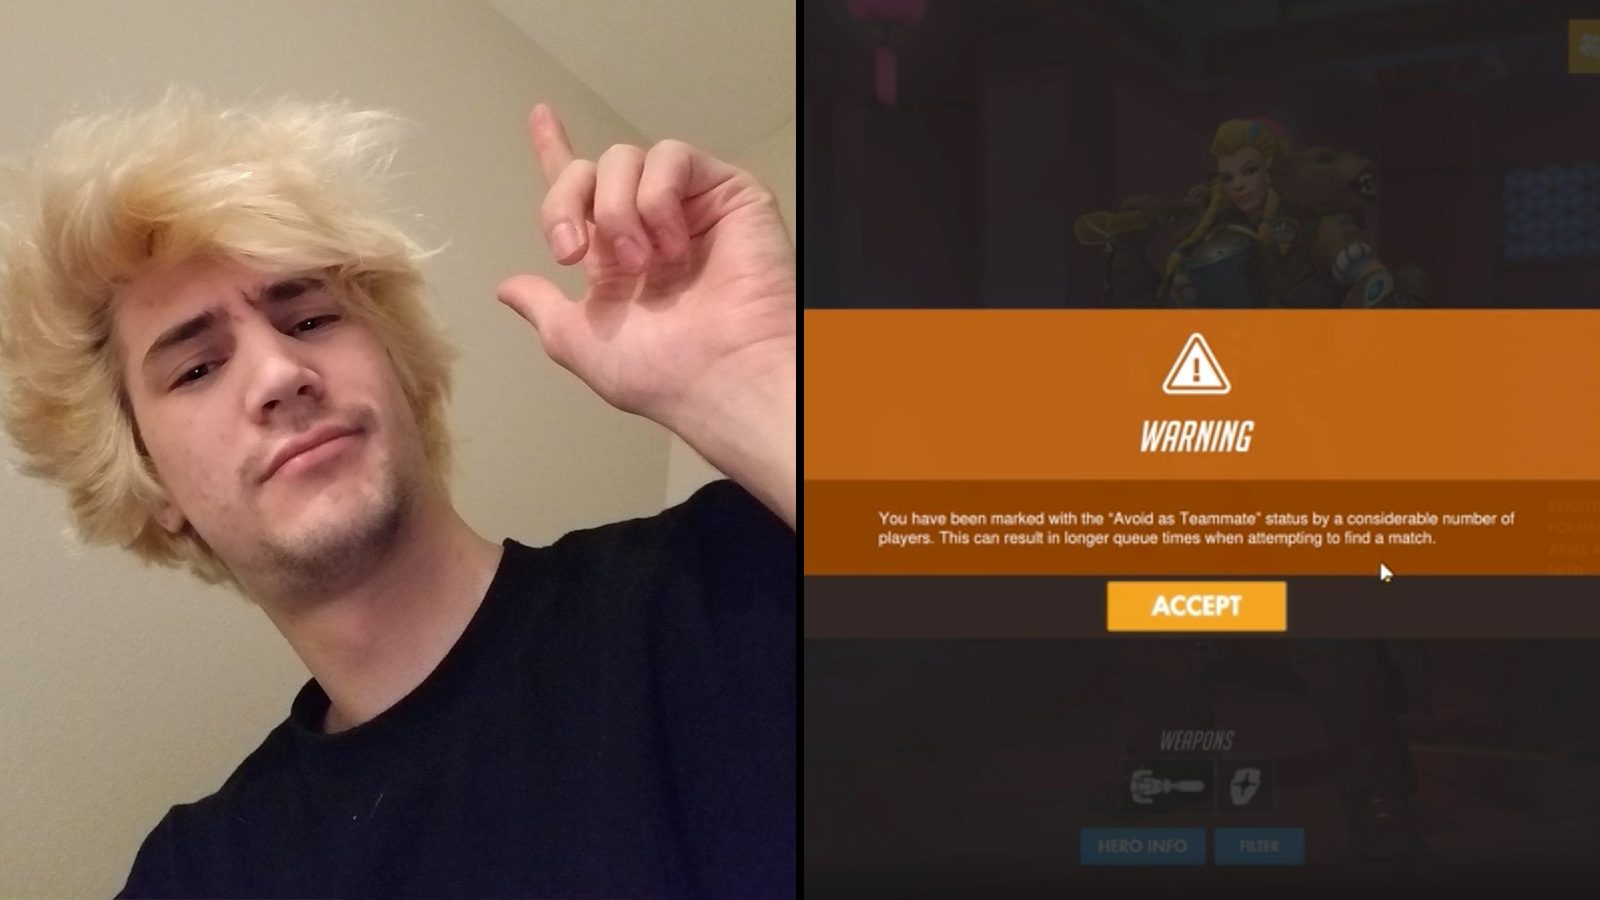 WARNING
You have been marked with the "Avoid as Teammate" status by a considerable number of
players. This can result in longer queue times when attempting to find a match.
ACCEPT
WEAPONS
HERO INFO
FILTER